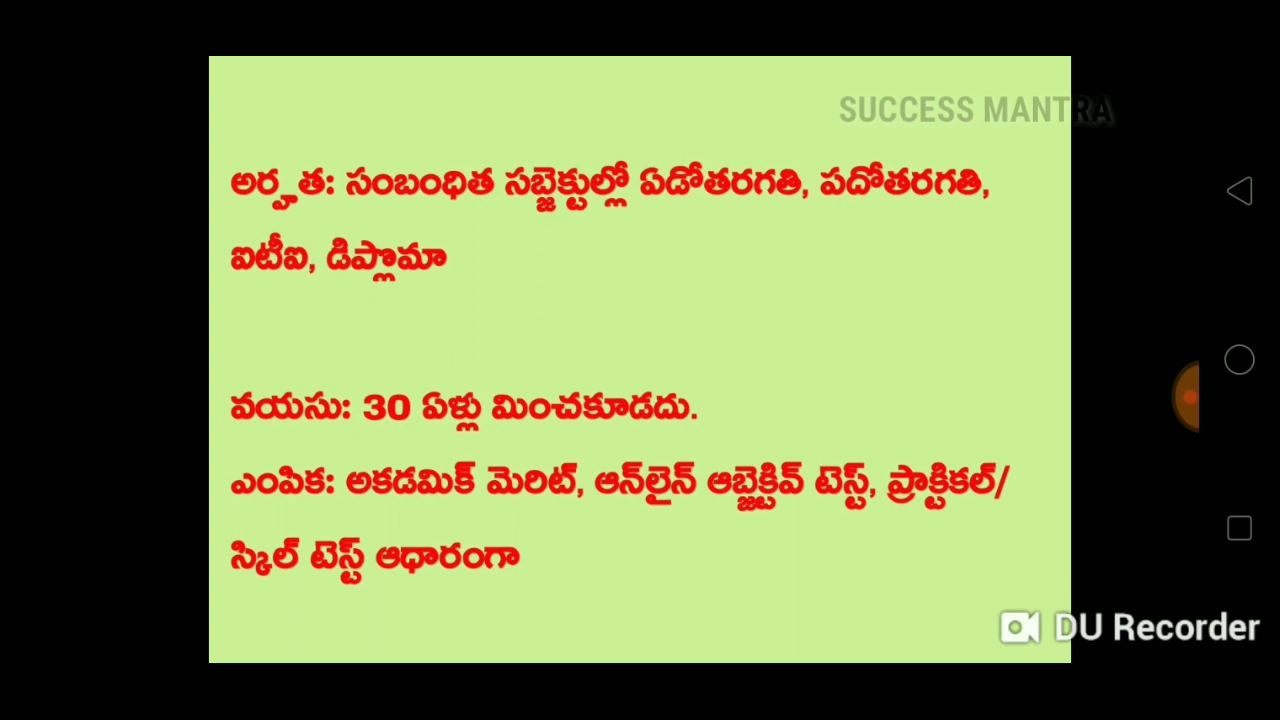 SUCCESS MANTRA
అర్హత: సంబంధిత సబ్జెక్టుల్లో ఏడోతరగతి, పదోతరగతి,
ఐటీఐ, డిప్లొమా
వయసు: 30 ఏళ్లు మించకూడదు.
ఎంపిక: అకడమిక్ మెరిట్, ఆన్‌లైన్ ఆబ్జెక్టివ్ టెస్ట్, ప్రాక్టికల్/
స్కిల్ టెస్ట్ ఆధారంగా
DU Recorder